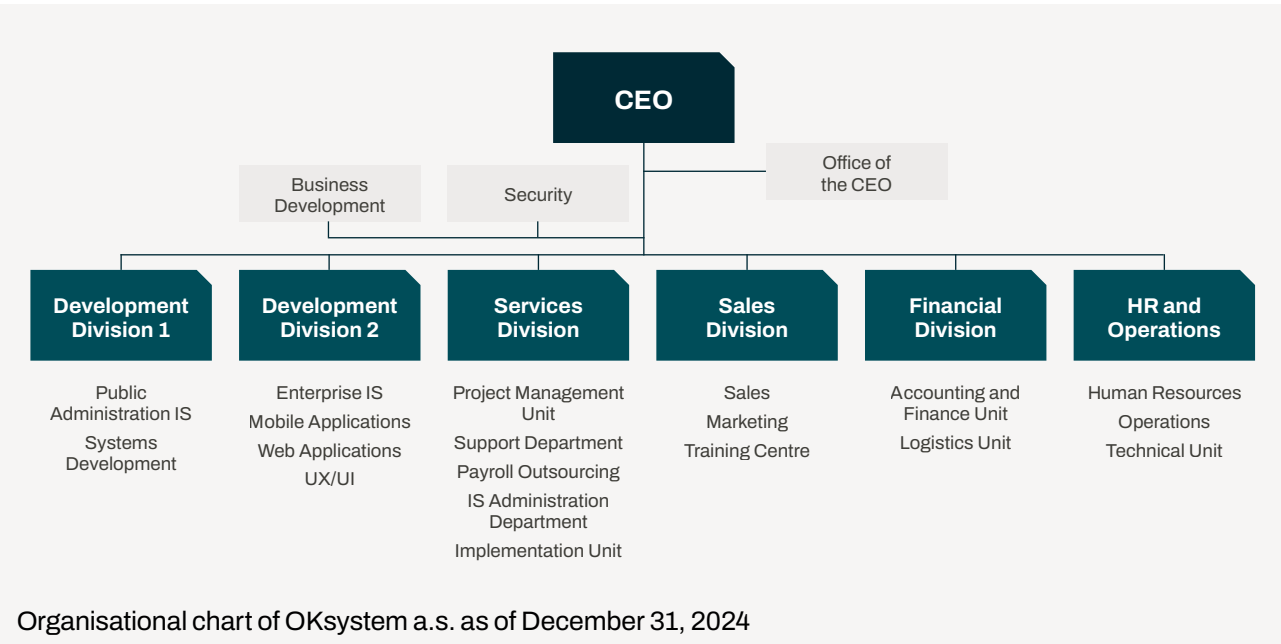 CEO
Office of
the CEO
Business
Development
Security
Development
Division 1
Development
Division 2
Services
Division
Sales
Division
Financial
Division
HR and
Operations
Public
Administration IS
Systems
Development
Enterprise IS
Mobile Applications
Web Applications
UX/UI
Project Management
Unit
Support Department
Payroll Outsourcing
IS Administration
Department
Implementation Unit
Sales
Marketing
Training Centre
Accounting and
Finance Unit
Logistics Unit
Human Resources
Operations
Technical Unit
Organisational chart of OKsystem a.s. as of December 31, 2024